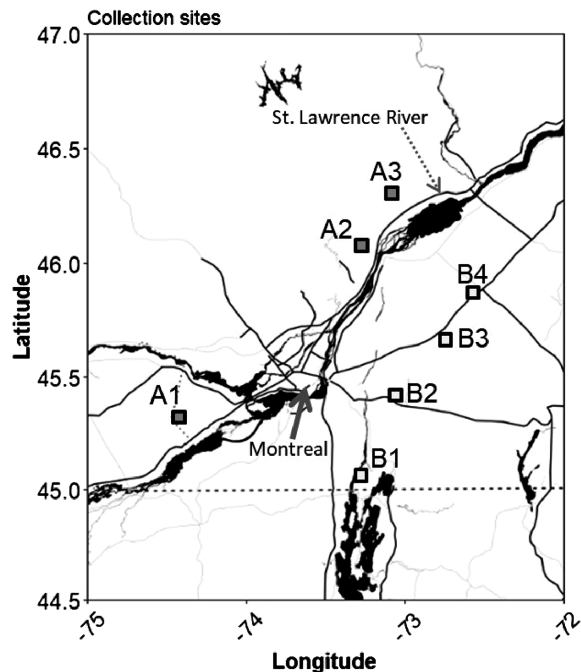 Collection sites
47.0
46.5
46.0
45.5
45.0
44.5
Latitude
St. Lawrence River
A3
A2
B4
B3
A1
B2
Montreal
B1
-75
-74
-73
-72
Longitude